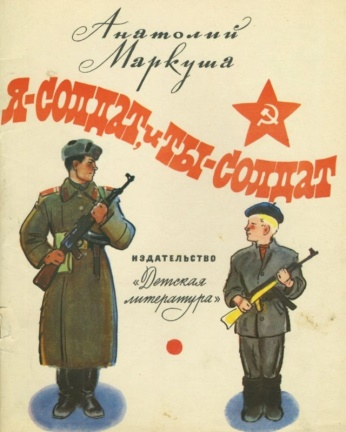 Анатолий
Маркуша
Я-СОЛДАТ, и ТЫ-СОЛДАТ
ИЗДАТЕЛЬСТВО
«Детская
литература»